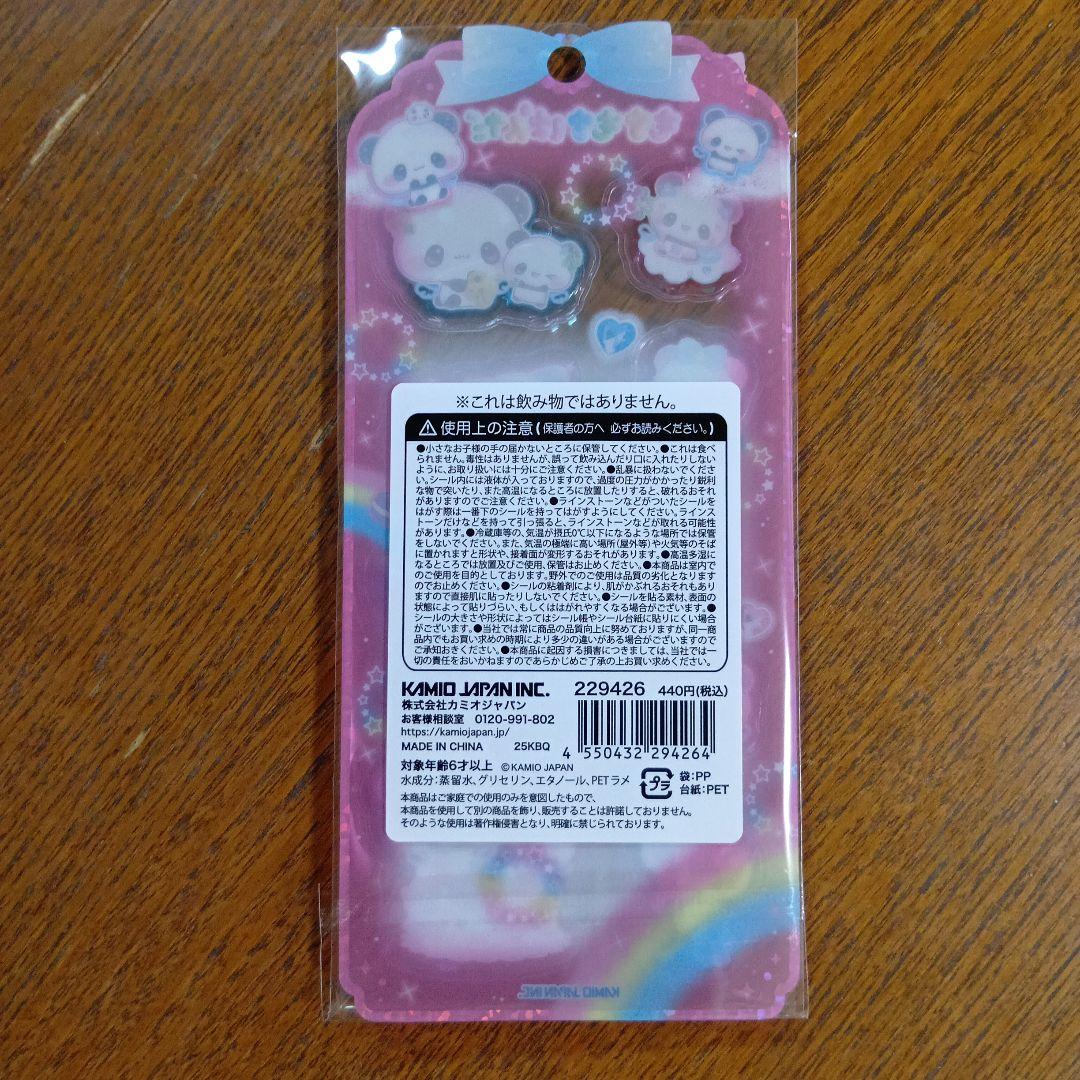 ※これは飲み物ではありません。
⚠使用上の注意(保護者の方へ 必ずお読みください。)
●小さなお子様の手の届かないところに保管してください。●これは食べ
られません。毒性はありませんが、誤って飲み込んだり口に入れたりしない
ように、お取り扱いには十分にご注意ください。●乱暴に扱わないでくださ
い。シール内には液体が入っておりますので、過度の圧力がかかったり鋭利
な物で突いたり、また高温になるところに放置したりすると、破れるおそれ
がありますのでご注意ください。●ラインストーンなどがついたシールを
はがす際は一番下のシールを持ってはがすようにしてください。ラインス
トーンだけなどを持って引っ張ると、ラインストーンなどが取れる可能性
があります。●冷蔵庫等の、気温が摂氏0℃以下になるような場所では保管
をしないでください。また、気温の極端に高い場所(屋外等)や火気等のそば
に置かれますと形状や、接着面が変形するおそれがあります。●高温多湿に
なるところでは放置及びご使用、保管はお止めください。●本商品は室内で
のご使用を目的としております。野外でのご使用は品質の劣化となります
のでお止めください。●シールの粘着剤により、肌がかぶれるおそれもあり
ますので直接肌に貼ったりしないでください。●シールを貼る素材、表面の
状態によって貼りづらい、もしくははがれやすくなる場合がございます。●
シールの大きさや形状によってはシール帳やシール台紙に貼りにくい場合
がございます。●当社では常に商品の品質向上に努めておりますが、同一商
品内でもお買い求めの時期により多少の違いがある場合がございますので
ご承知おきください。●本商品に起因する損害につきましては、当社では一
切の責任をおいかねますのであらかじめご了承の上お買い求めください。
KAMIO JAPAN INC. 229426 440円(税込)
株式会社カミオジャパン
お客様相談室 0120-991-802
https://kamiojapan.jp/
MADE IN CHINA 25KBQ
4 550432 294264
対象年齢6才以上 ©KAMIO JAPAN
水成分:蒸留水、グリセリン、エタノール、PETラメ
プラ 袋:PP
台紙:PET
本商品はご家庭での使用のみを意図したもので、
本商品を使用して別の商品を飾り、販売することは許諾しておりません。
そのような使用は著作権侵害となり、明確に禁じられております。
KAMIO JAPAN INC.